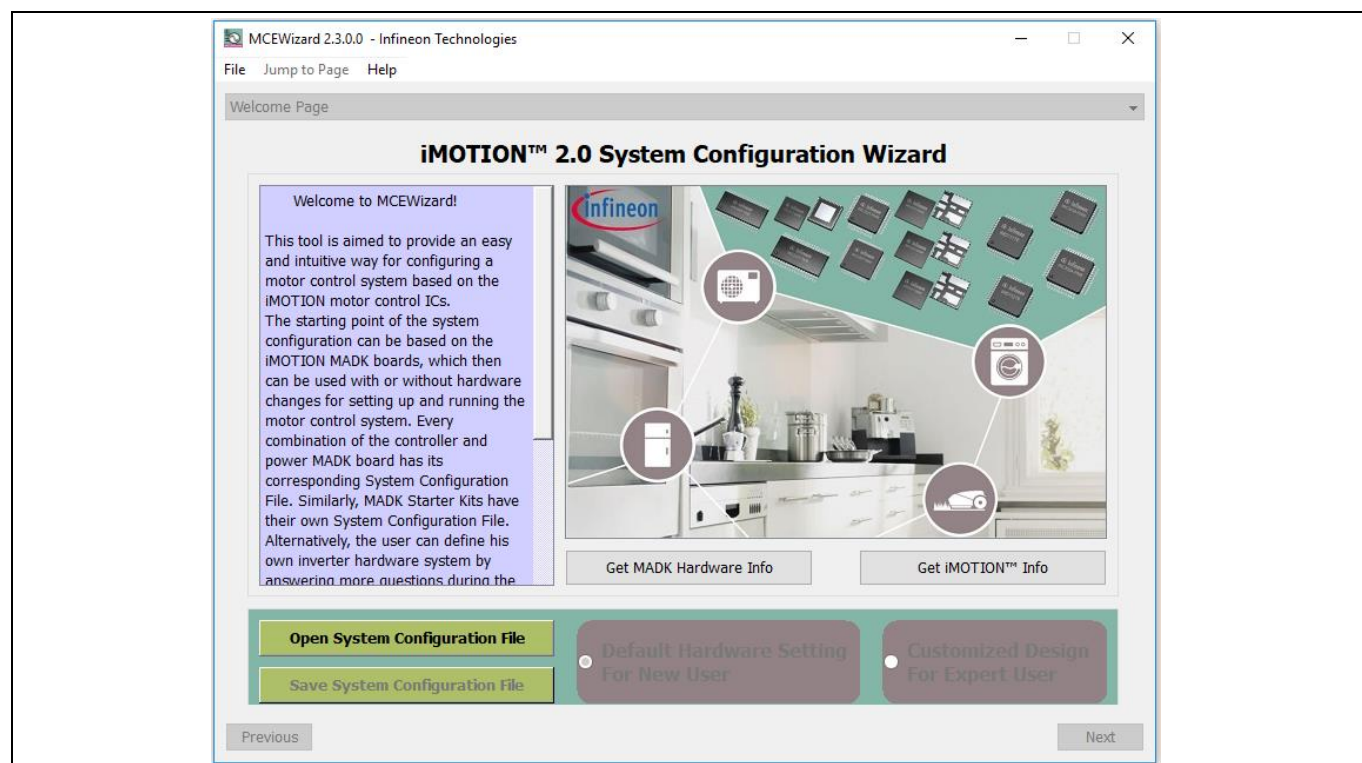 MCEWizard 2.3.0.0 - Infineon Technologies
File Jump to Page Help
Welcome Page
iMOTION™ 2.0 System Configuration Wizard
Welcome to MCEWizard!
This tool is aimed to provide an easy
and intuitive way for configuring a
motor control system based on the
iMOTION motor control ICs.
The starting point of the system
configuration can be based on the
iMOTION MADK boards, which then
can be used with or without hardware
changes for setting up and running the
motor control system. Every
combination of the controller and
power MADK board has its
corresponding System Configuration
File. Similarly, MADK Starter Kits have
their own System Configuration File.
Alternatively, the user can define his
own inverter hardware system by
answering more questions during the
infineon
Get MADK Hardware Info
Get iMOTION™ Info
Open System Configuration File
Save System Configuration File
Default Hardware Setting
For New User
Customized Design
For Expert User
Previous
Next